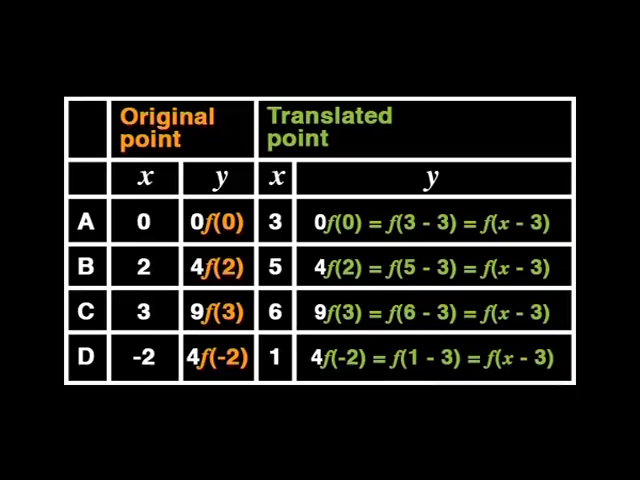 Original point Translated point
x y x y
A 0 0f(0) 3 0f(0) = f(3 - 3) = f(x - 3)
B 2 4f(2) 5 4f(2) = f(5 - 3) = f(x - 3)
C 3 9f(3) 6 9f(3) = f(6 - 3) = f(x - 3)
D -2 4f(-2) 1 4f(-2) = f(1 - 3) = f(x - 3)